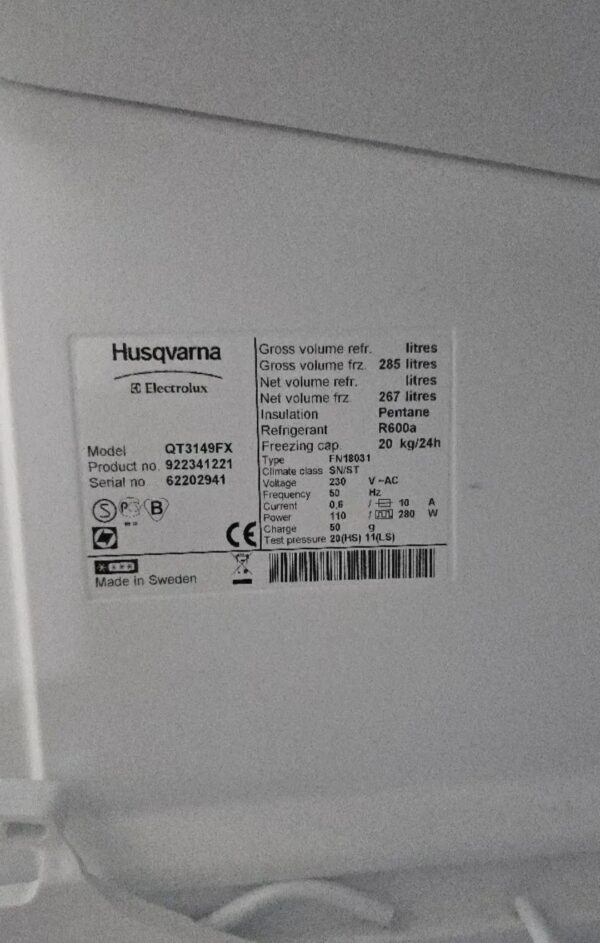 Husqvarna
Electrolux
Model QT3149FX
Product no. 922341221
Serial no 62202941
S P B
CE
Made in Sweden
Gross volume refr. litres
Gross volume frz. 285 litres
Net volume refr. litres
Net volume frz 267 litres
Insulation Pentane
Refrigerant R600a
Freezing cap. 20 kg/24h
Type FN18031
Climate class SN/ST
Voltage 230 V ~AC
Frequency 50 Hz
Current 0,6 / 10 A
Power 110 / 280 W
Charge 50 g
Test pressure 20(HS) 11(LS)